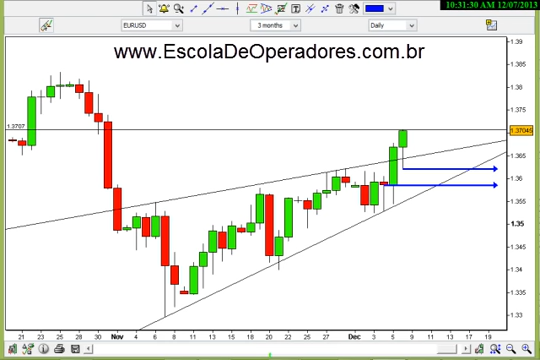 10:31:30 AM 12/07/2013
EURUSD
3 months
Daily
www.EscolaDeOperadores.com.br
1.39
1.385
1.38
1.375
1.3707
1.37045
1.365
1.36
1.355
1.35
1.345
1.34
1.335
1.33
21 23 25 28 30 Nov 4 6 8 11 13 15 18 20 22 25 27 Dec 3 5 9 11 13 17 19